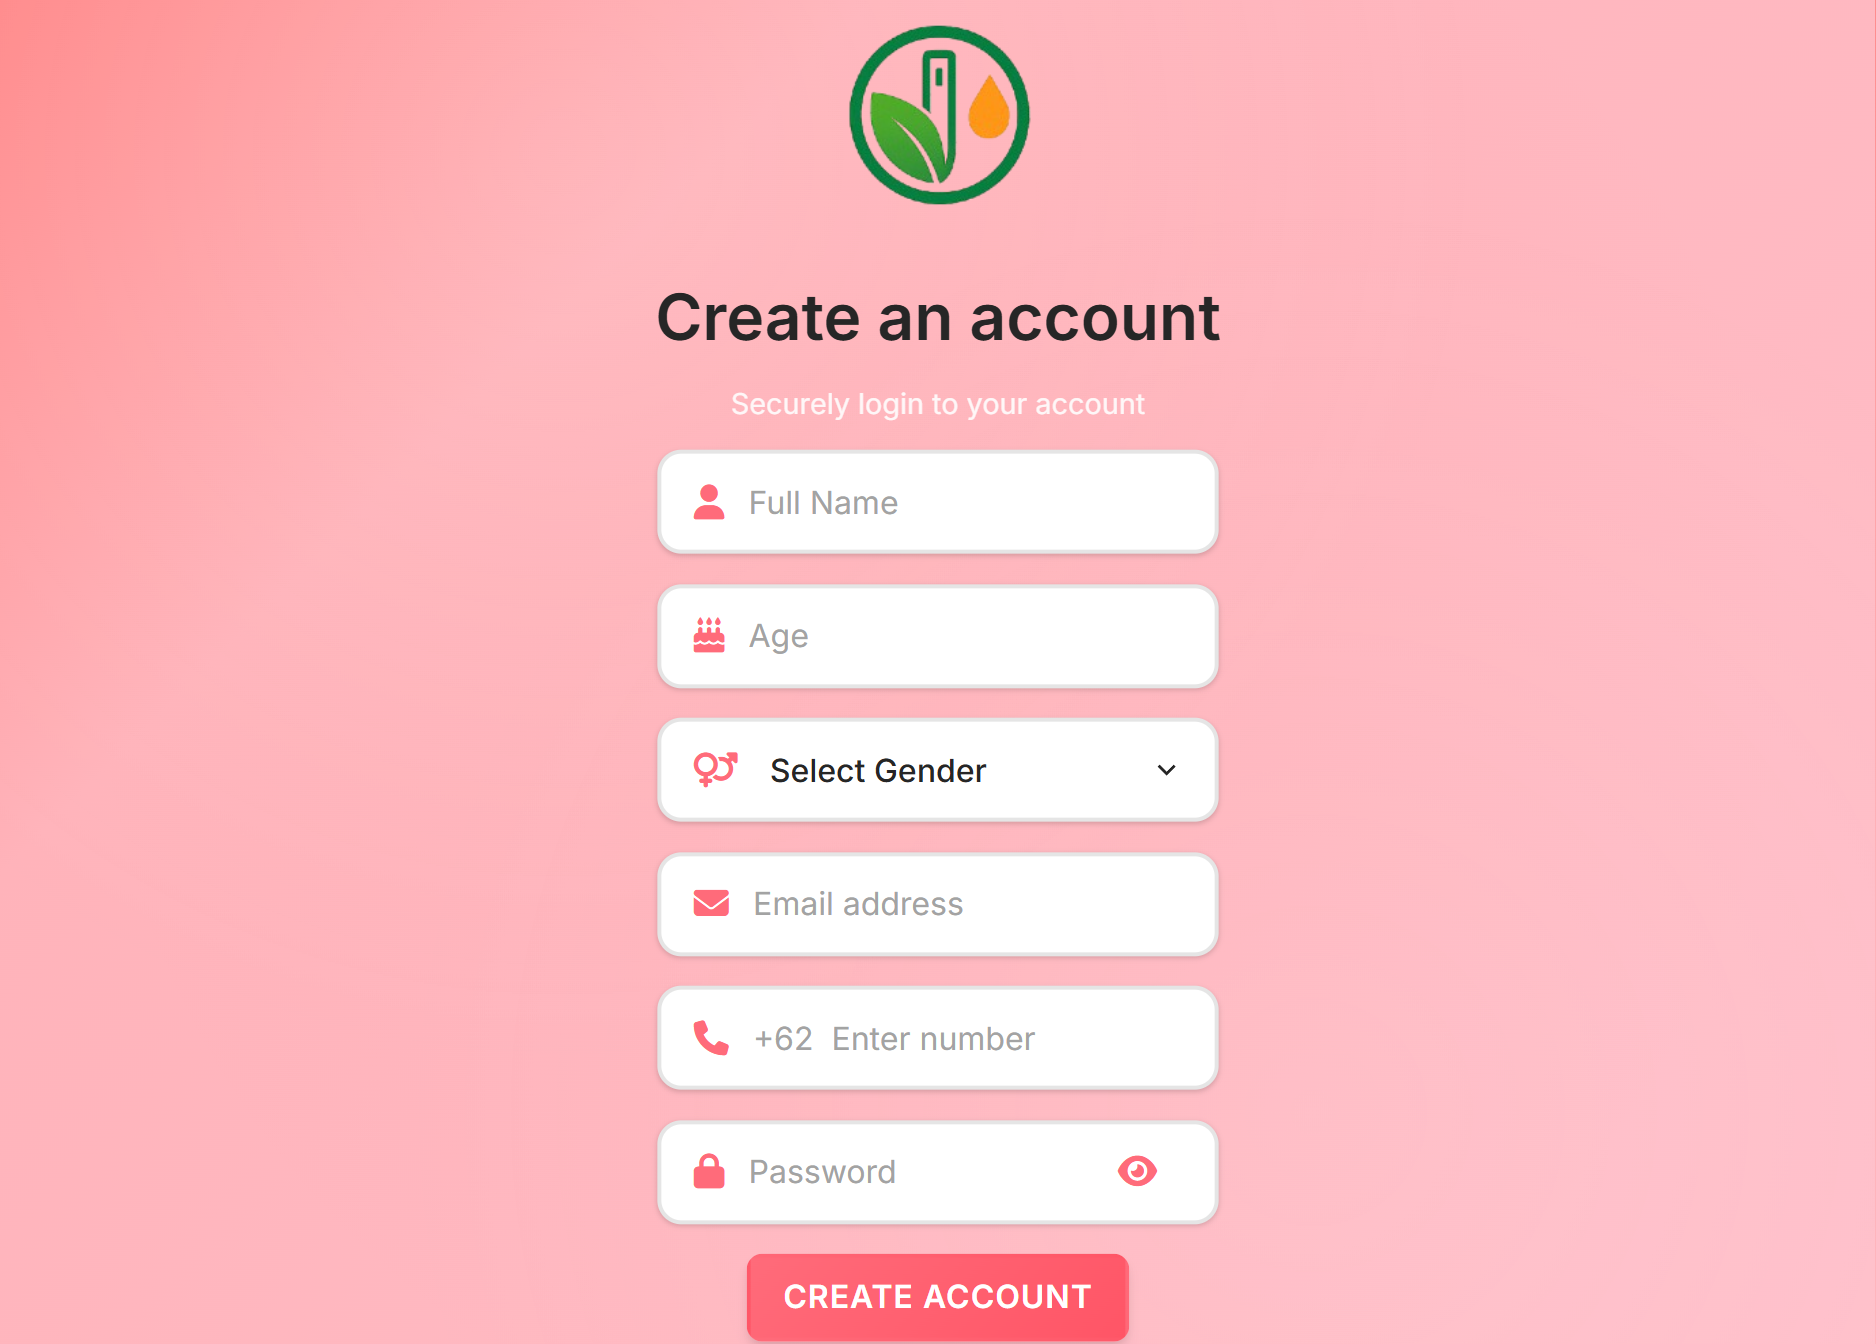 Create an account
Securely login to your account
Full Name
Age
Select Gender
Email address
+62 Enter number
Password
CREATE ACCOUNT